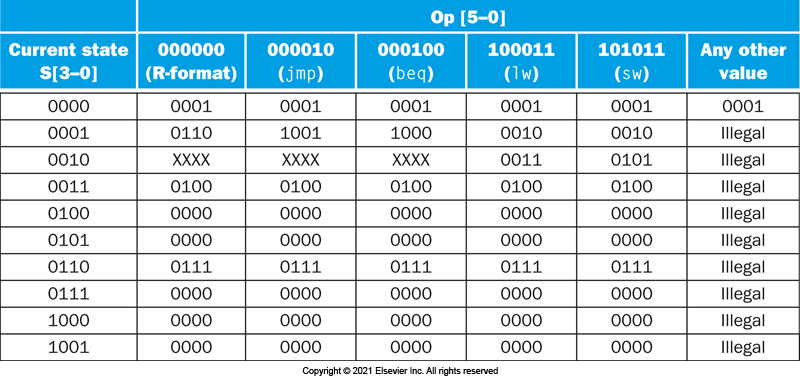 Op [5–0]
Current state S[3–0] 000000 (R-format) 000010 (jmp) 000100 (beq) 100011 (lw) 101011 (sw) Any other value
0000 0001 0001 0001 0001 0001 0001
0001 0110 1001 1000 0010 0010 Illegal
0010 XXXX XXXX XXXX 0011 0101 Illegal
0011 0100 0100 0100 0100 0100 Illegal
0100 0000 0000 0000 0000 0000 Illegal
0101 0000 0000 0000 0000 0000 Illegal
0110 0111 0111 0111 0111 0111 Illegal
0111 0000 0000 0000 0000 0000 Illegal
1000 0000 0000 0000 0000 0000 Illegal
1001 0000 0000 0000 0000 0000 Illegal
Copyright © 2021 Elsevier Inc. All rights reserved